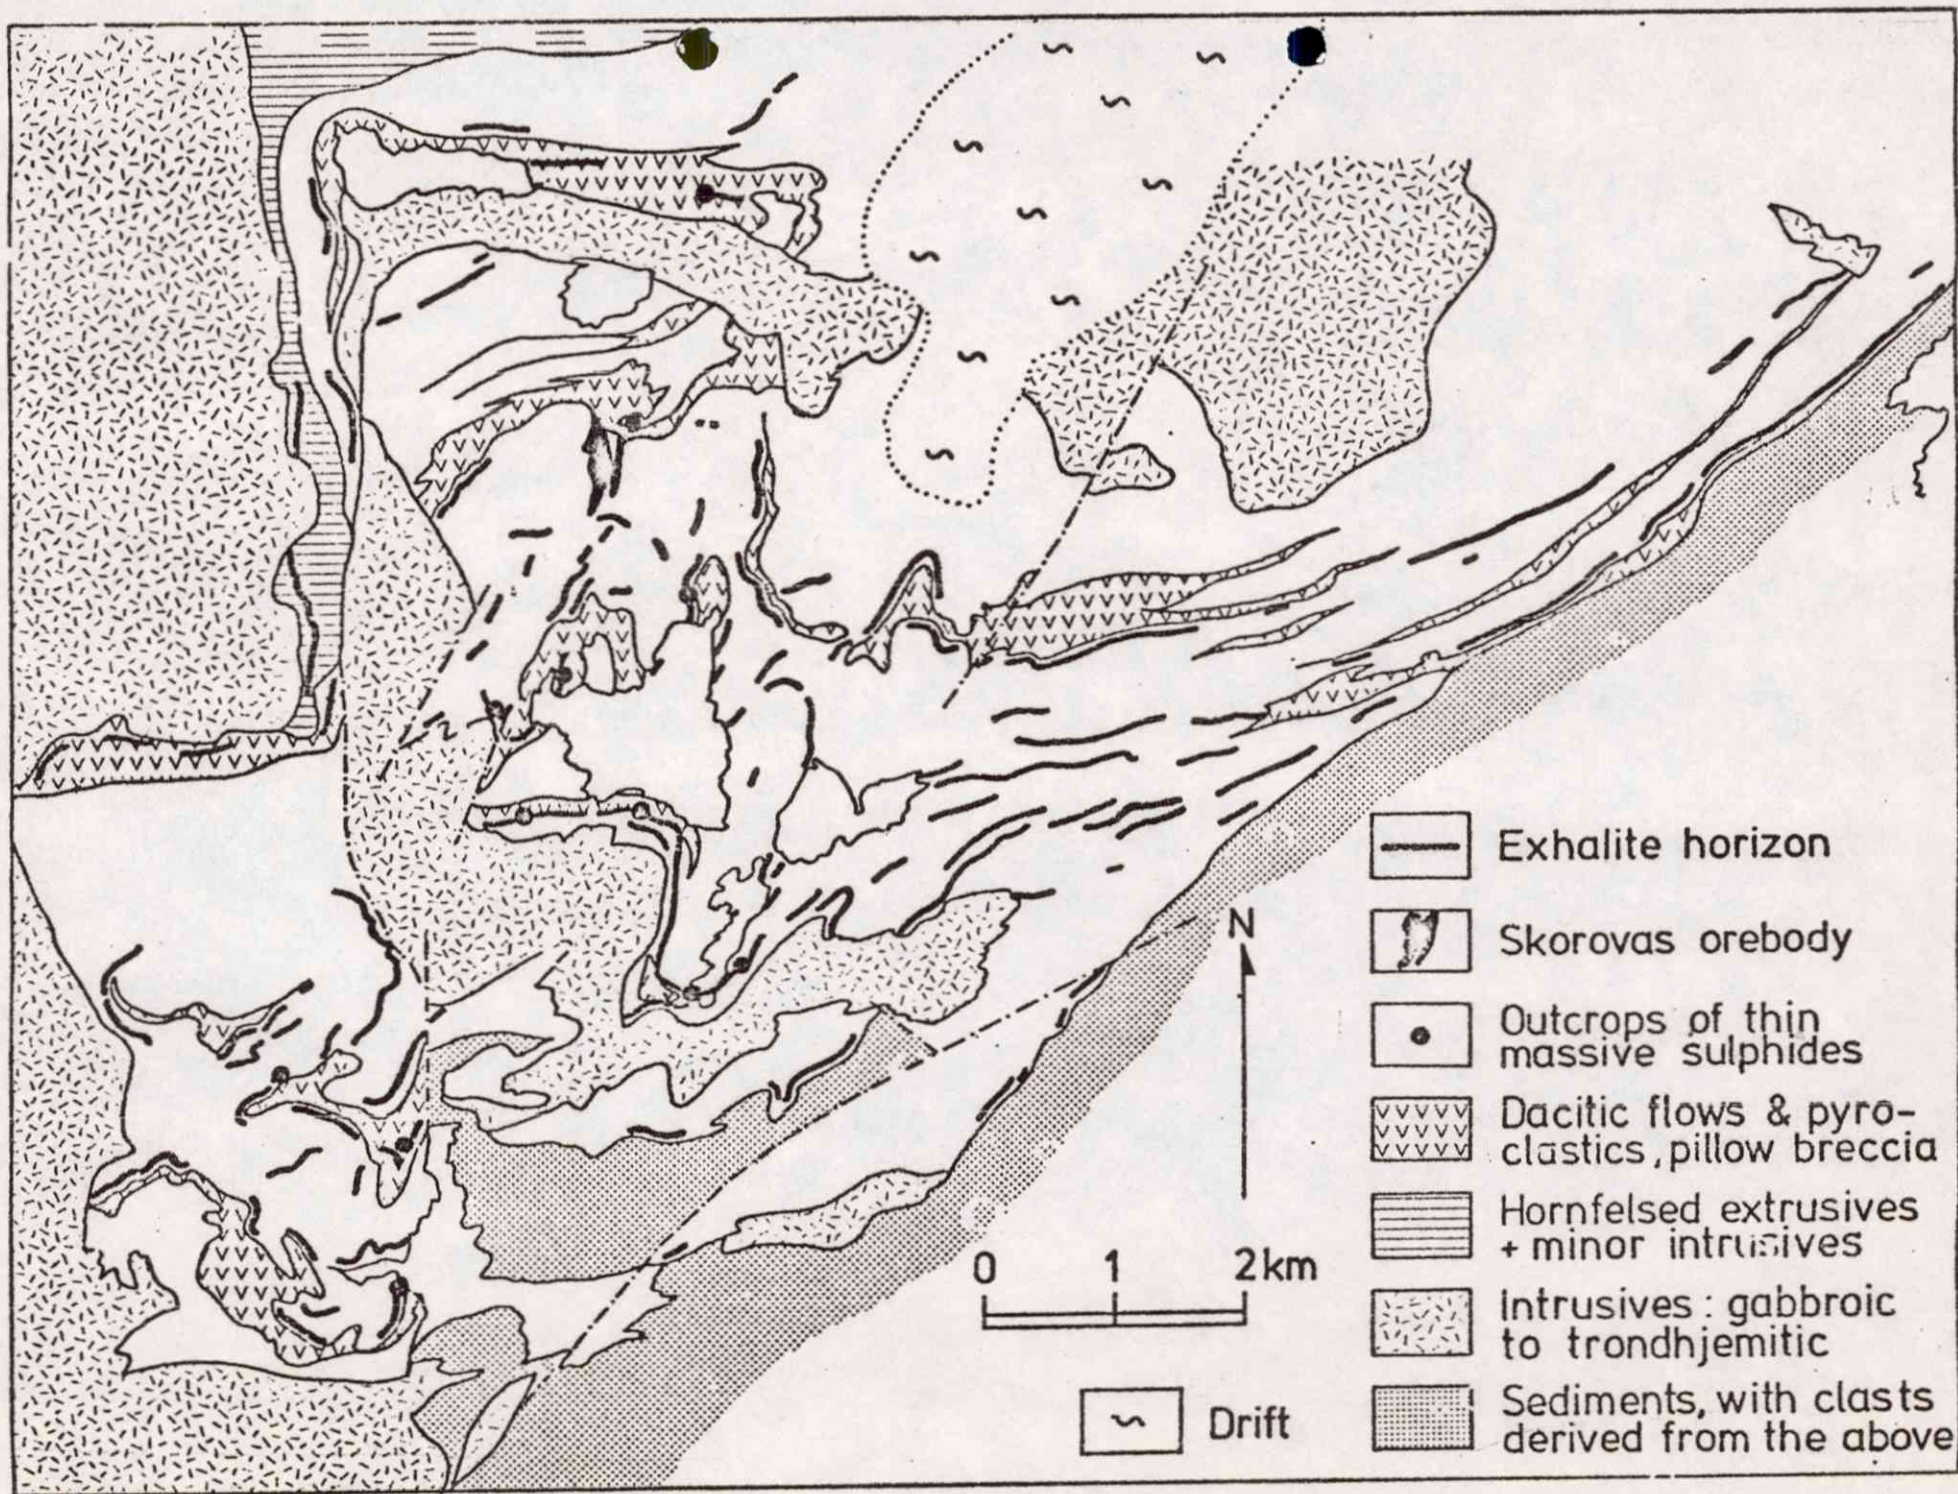 Exhalite horizon
Skorovas orebody
N
Outcrops of thin
massive sulphides
Dacitic flows & pyro-
clastics, pillow breccia
Hornfelsed extrusives
+ minor intrusives
0 1 2km
Intrusives : gabbroic
to trondhjemitic
Drift
Sediments, with clasts
derived from the above